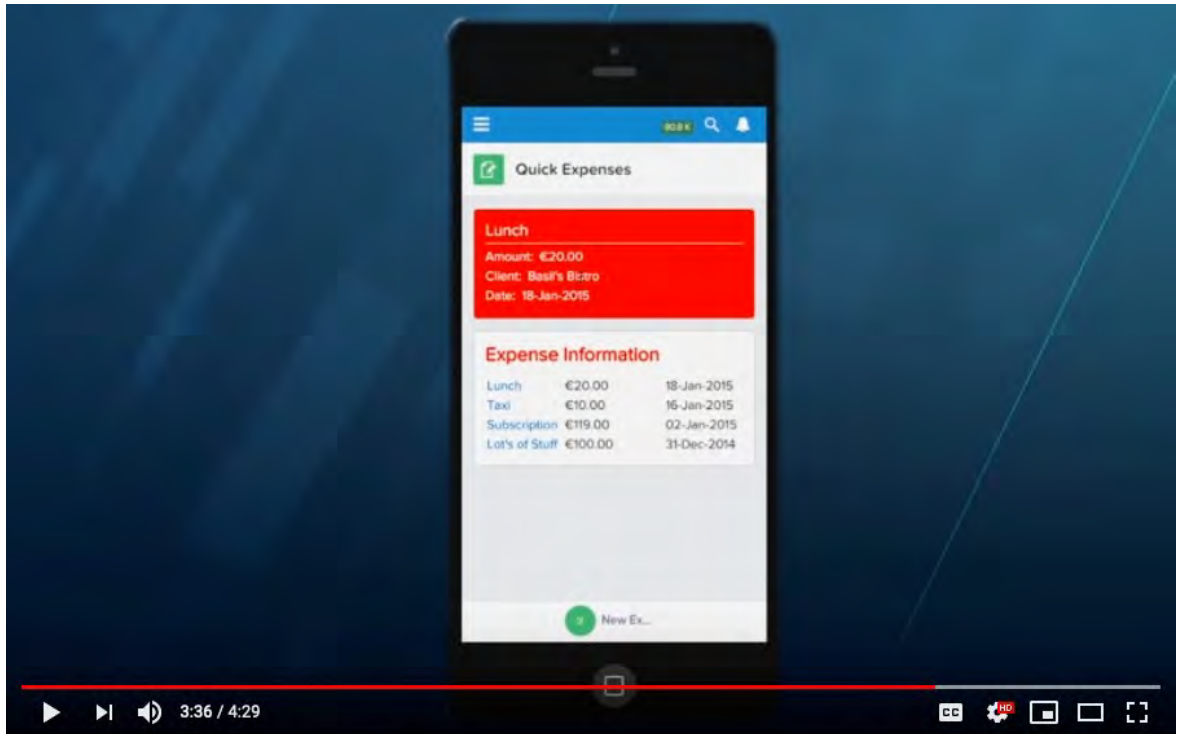 Quick Expenses
Lunch
Amount: €20.00
Client: Basil's Bistro
Date: 18-Jan-2015
Expense Information
Lunch €20.00 18-Jan-2015
Taxi €10.00 16-Jan-2015
Subscription €119.00 02-Jan-2015
Lot's of Stuff €100.00 31-Dec-2014
New Ex...
3:36 / 4:29
CC
HD